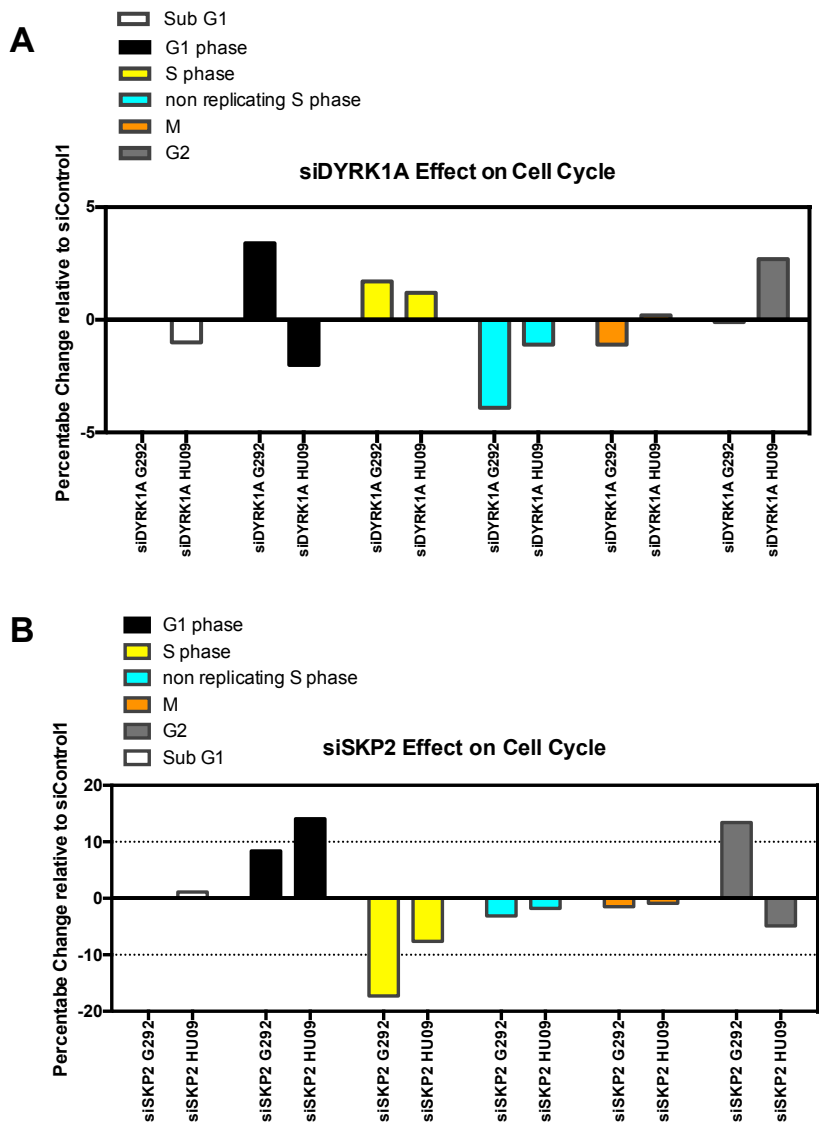 A
Sub G1
G1 phase
S phase
non replicating S phase
M
G2
siDYRK1A Effect on Cell Cycle
Percentabe Change relative to siControl1
5
0
-5
siDYRK1A G292
siDYRK1A HU09
siDYRK1A G292
siDYRK1A HU09
siDYRK1A G292
siDYRK1A HU09
siDYRK1A G292
siDYRK1A HU09
siDYRK1A G292
siDYRK1A HU09
siDYRK1A G292
siDYRK1A HU09
B
G1 phase
S phase
non replicating S phase
M
G2
Sub G1
siSKP2 Effect on Cell Cycle
Percentabe Change relative to siControl1
20
10
0
-10
-20
siSKP2 G292
siSKP2 HU09
siSKP2 G292
siSKP2 HU09
siSKP2 G292
siSKP2 HU09
siSKP2 G292
siSKP2 HU09
siSKP2 G292
siSKP2 HU09
siSKP2 G292
siSKP2 HU09